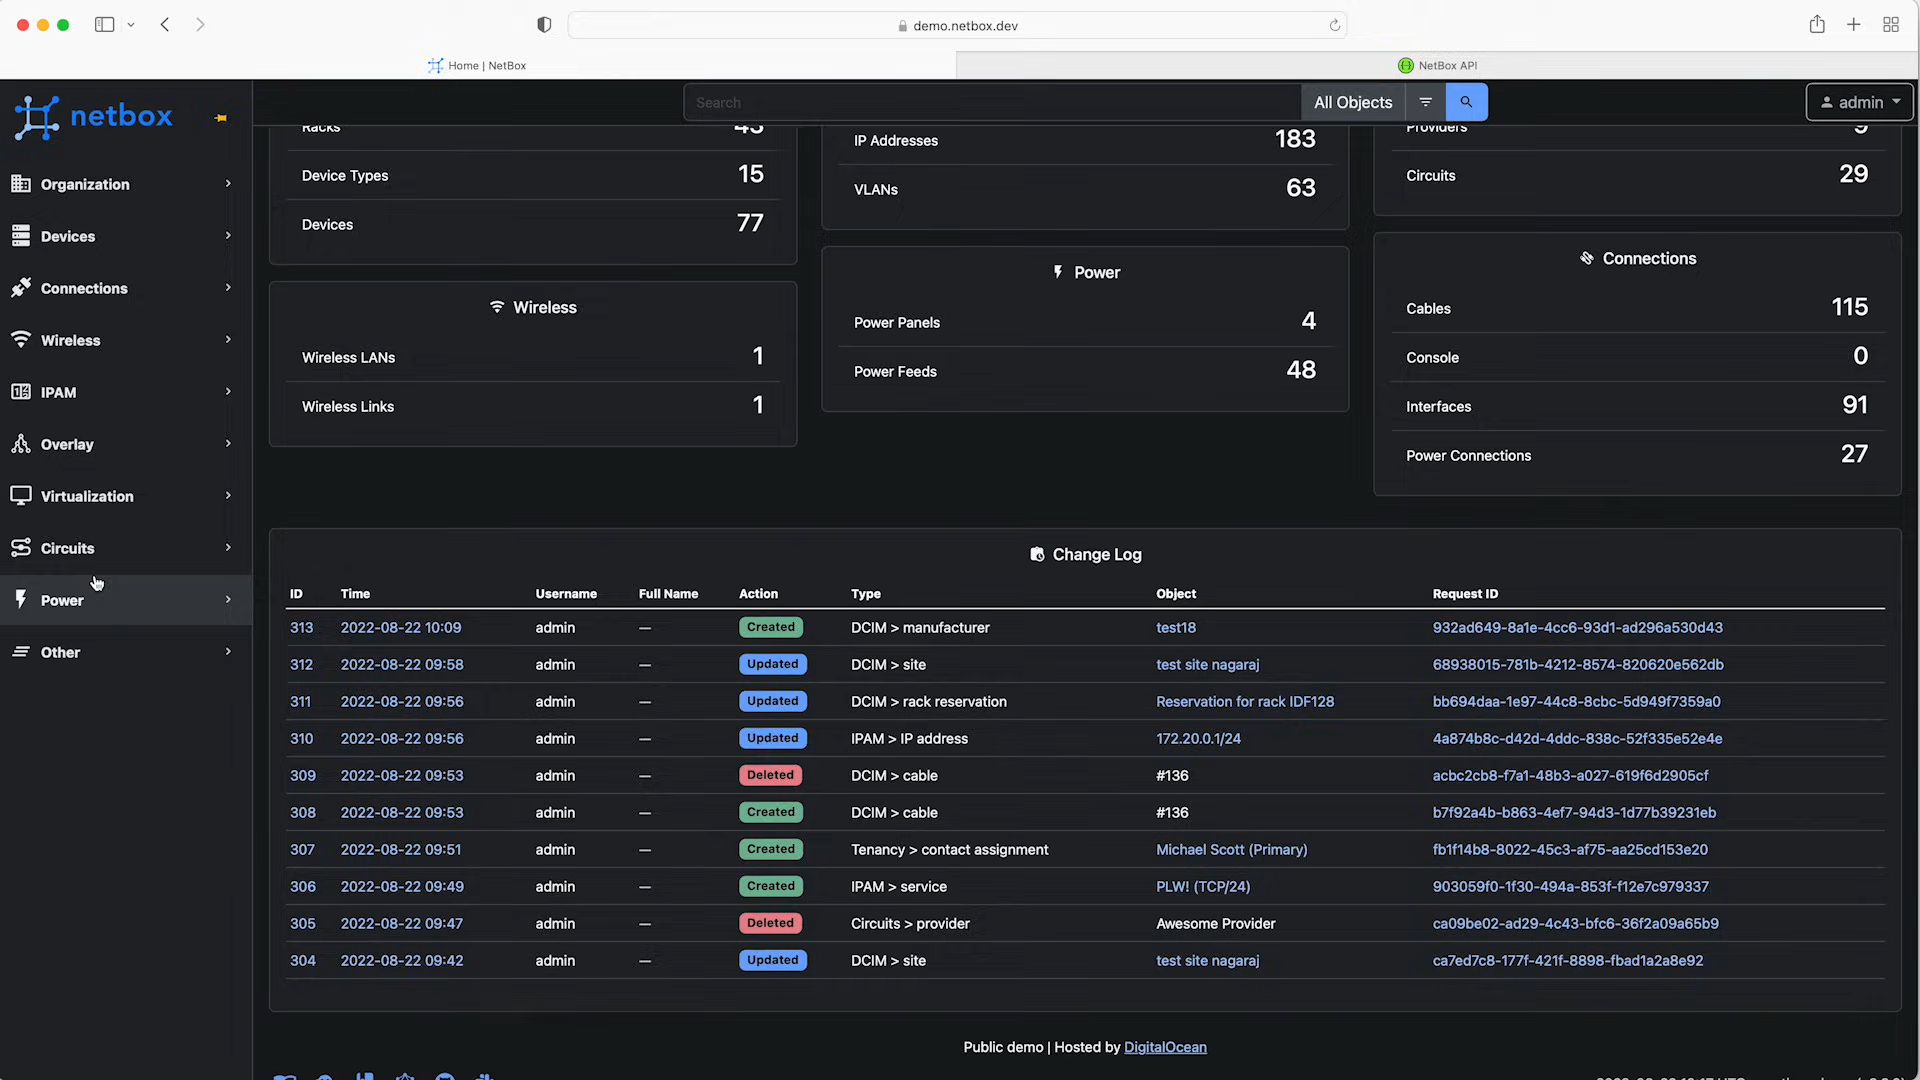 demo.netbox.dev
Home | NetBox
NetBox API
netbox
Search
All Objects
admin
Organization
Devices
Connections
Wireless
IPAM
Overlay
Virtualization
Circuits
Power
Other
Racks 43
Device Types 15
Devices 77
IP Addresses 183
VLANs 63
Providers 9
Circuits 29
Wireless
Wireless LANs 1
Wireless Links 1
Power
Power Panels 4
Power Feeds 48
Connections
Cables 115
Console 0
Interfaces 91
Power Connections 27
Change Log
ID Time Username Full Name Action Type Object Request ID
313 2022-08-22 10:09 admin — Created DCIM > manufacturer test18 932ad649-8a1e-4cc6-93d1-ad296a530d43
312 2022-08-22 09:58 admin — Updated DCIM > site test site nagaraj 68938015-781b-4212-8574-820620e562db
311 2022-08-22 09:56 admin — Updated DCIM > rack reservation Reservation for rack IDF128 bb694daa-1e97-44c8-8cbc-5d949f7359a0
310 2022-08-22 09:56 admin — Updated IPAM > IP address 172.20.0.1/24 4a874b8c-d42d-4ddc-838c-52f335e52e4e
309 2022-08-22 09:53 admin — Deleted DCIM > cable #136 acbc2cb8-f7a1-48b3-a027-619f6d2905cf
308 2022-08-22 09:53 admin — Created DCIM > cable #136 b7f92a4b-b863-4ef7-94d3-1d77b39231eb
307 2022-08-22 09:51 admin — Created Tenancy > contact assignment Michael Scott (Primary) fb1f14b8-8022-45c3-af75-aa25cd153e20
306 2022-08-22 09:49 admin — Created IPAM > service PLW! (TCP/24) 903059f0-1f30-494a-853f-f12e7c979337
305 2022-08-22 09:47 admin — Deleted Circuits > provider Awesome Provider ca09be02-ad29-4c43-bfc6-36f2a09a65b9
304 2022-08-22 09:42 admin — Updated DCIM > site test site nagaraj ca7ed7c8-177f-421f-8898-fbad1a2a8e92
Public demo | Hosted by DigitalOcean